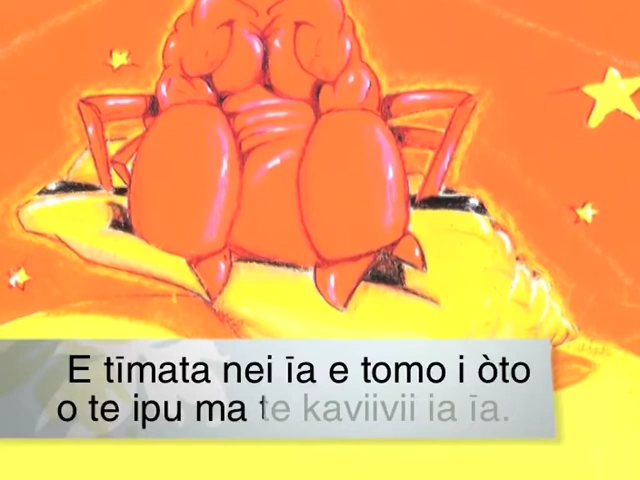 E tīmata nei īa e tomo i òto
o te ipu ma te kaviivii ia īa.